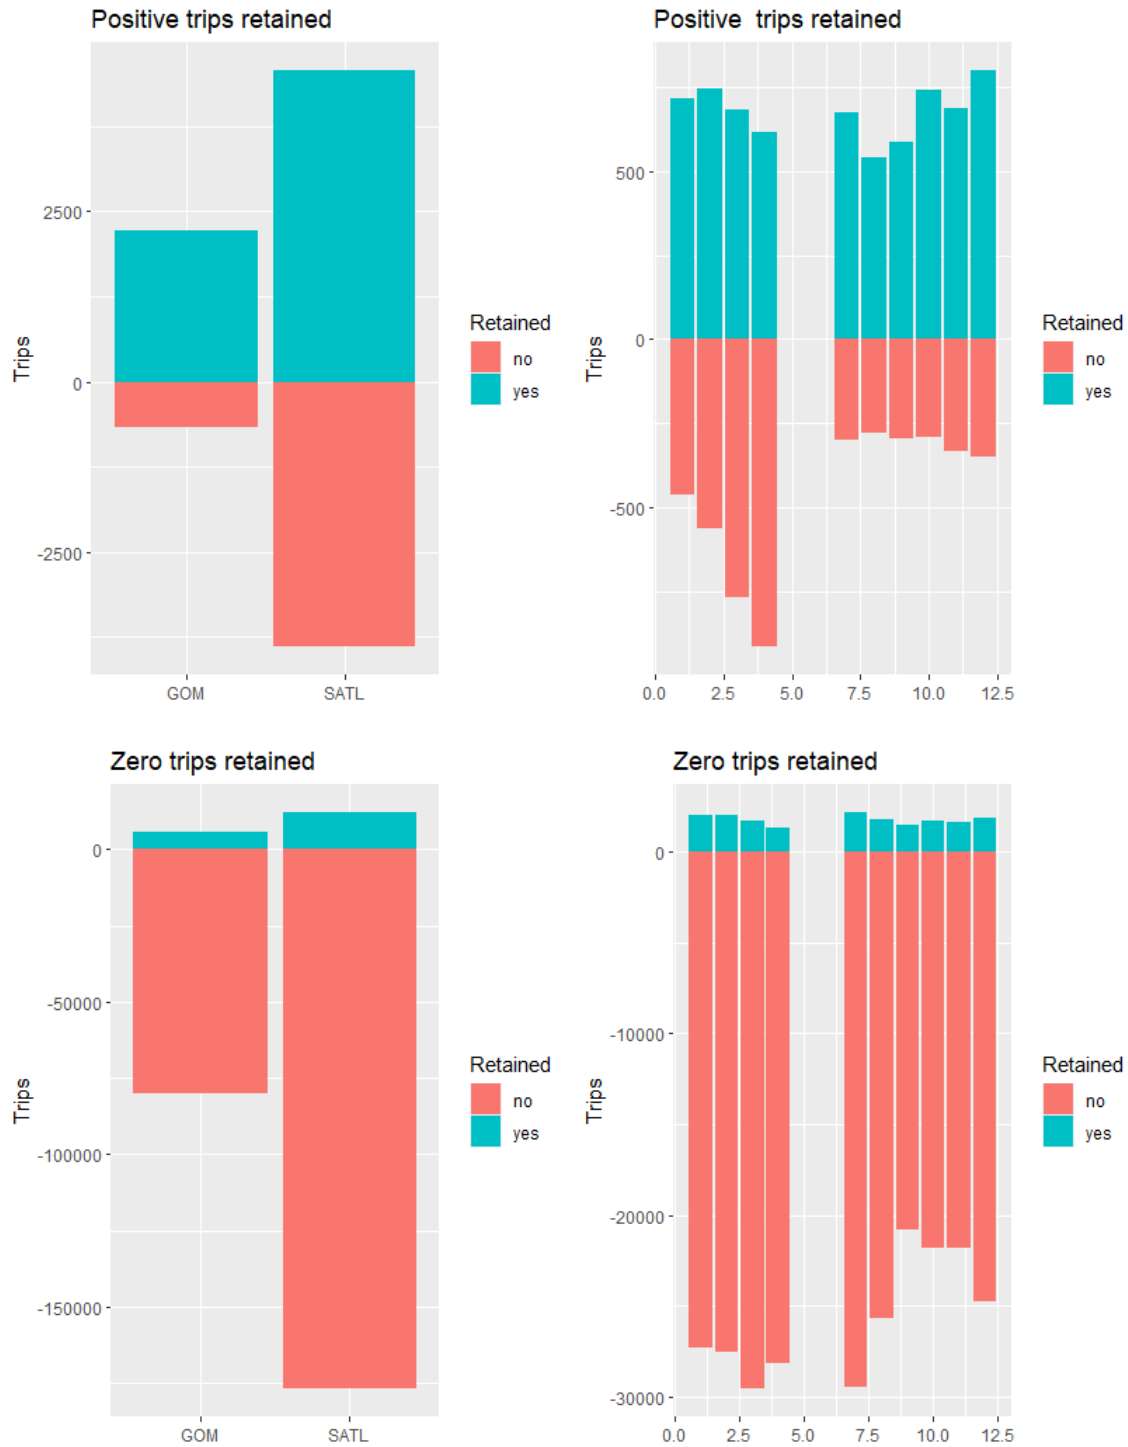 Positive trips retained
Trips
2500
0
-2500
GOM SATL
Retained
no
yes
Positive  trips retained
Trips
500
0
-500
0.0 2.5 5.0 7.5 10.0 12.5
Retained
no
yes
Zero trips retained
Trips
0
-50000
-100000
-150000
GOM SATL
Retained
no
yes
Zero trips retained
Trips
0
-10000
-20000
-30000
0.0 2.5 5.0 7.5 10.0 12.5
Retained
no
yes